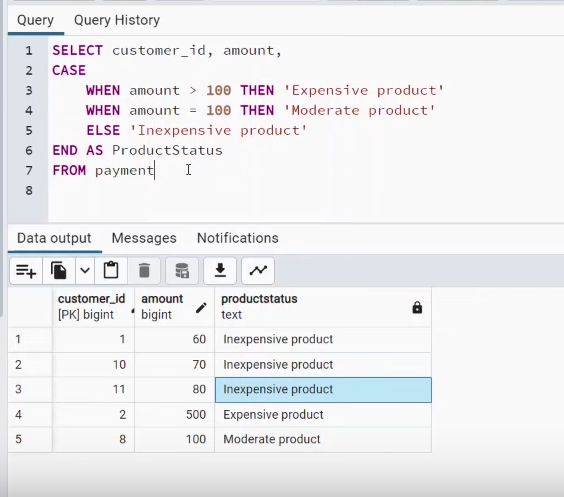 Query Query History
1 SELECT customer_id, amount,
2 CASE
3 WHEN amount > 100 THEN 'Expensive product'
4 WHEN amount = 100 THEN 'Moderate product'
5 ELSE 'Inexpensive product'
6 END AS ProductStatus
7 FROM payment
8
Data output Messages Notifications
customer_id amount productstatus
[PK] bigint bigint text
1 1 60 Inexpensive product
2 10 70 Inexpensive product
3 11 80 Inexpensive product
4 2 500 Expensive product
5 8 100 Moderate product